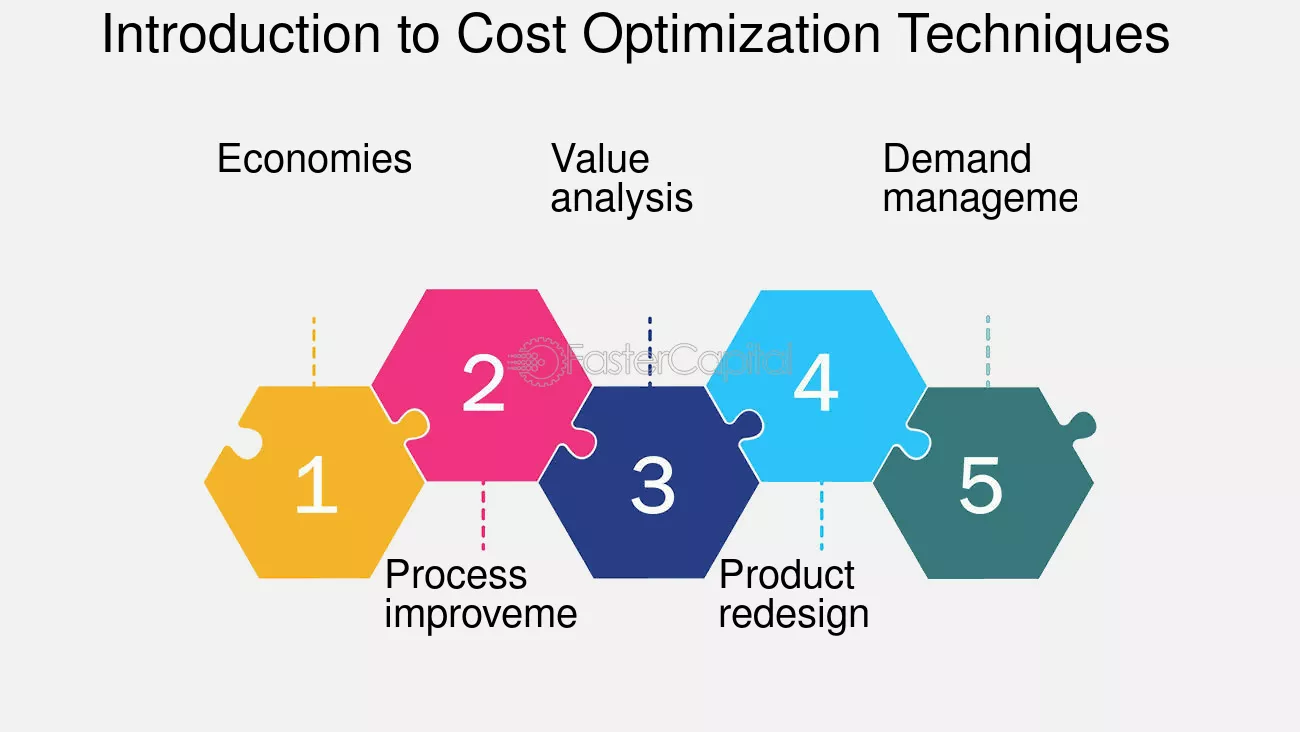 Introduction to Cost Optimization Techniques
Economies
Value
analysis
Demand
manageme
1
2
3
4
5
FasterCapital
Process
improveme
Product
redesign